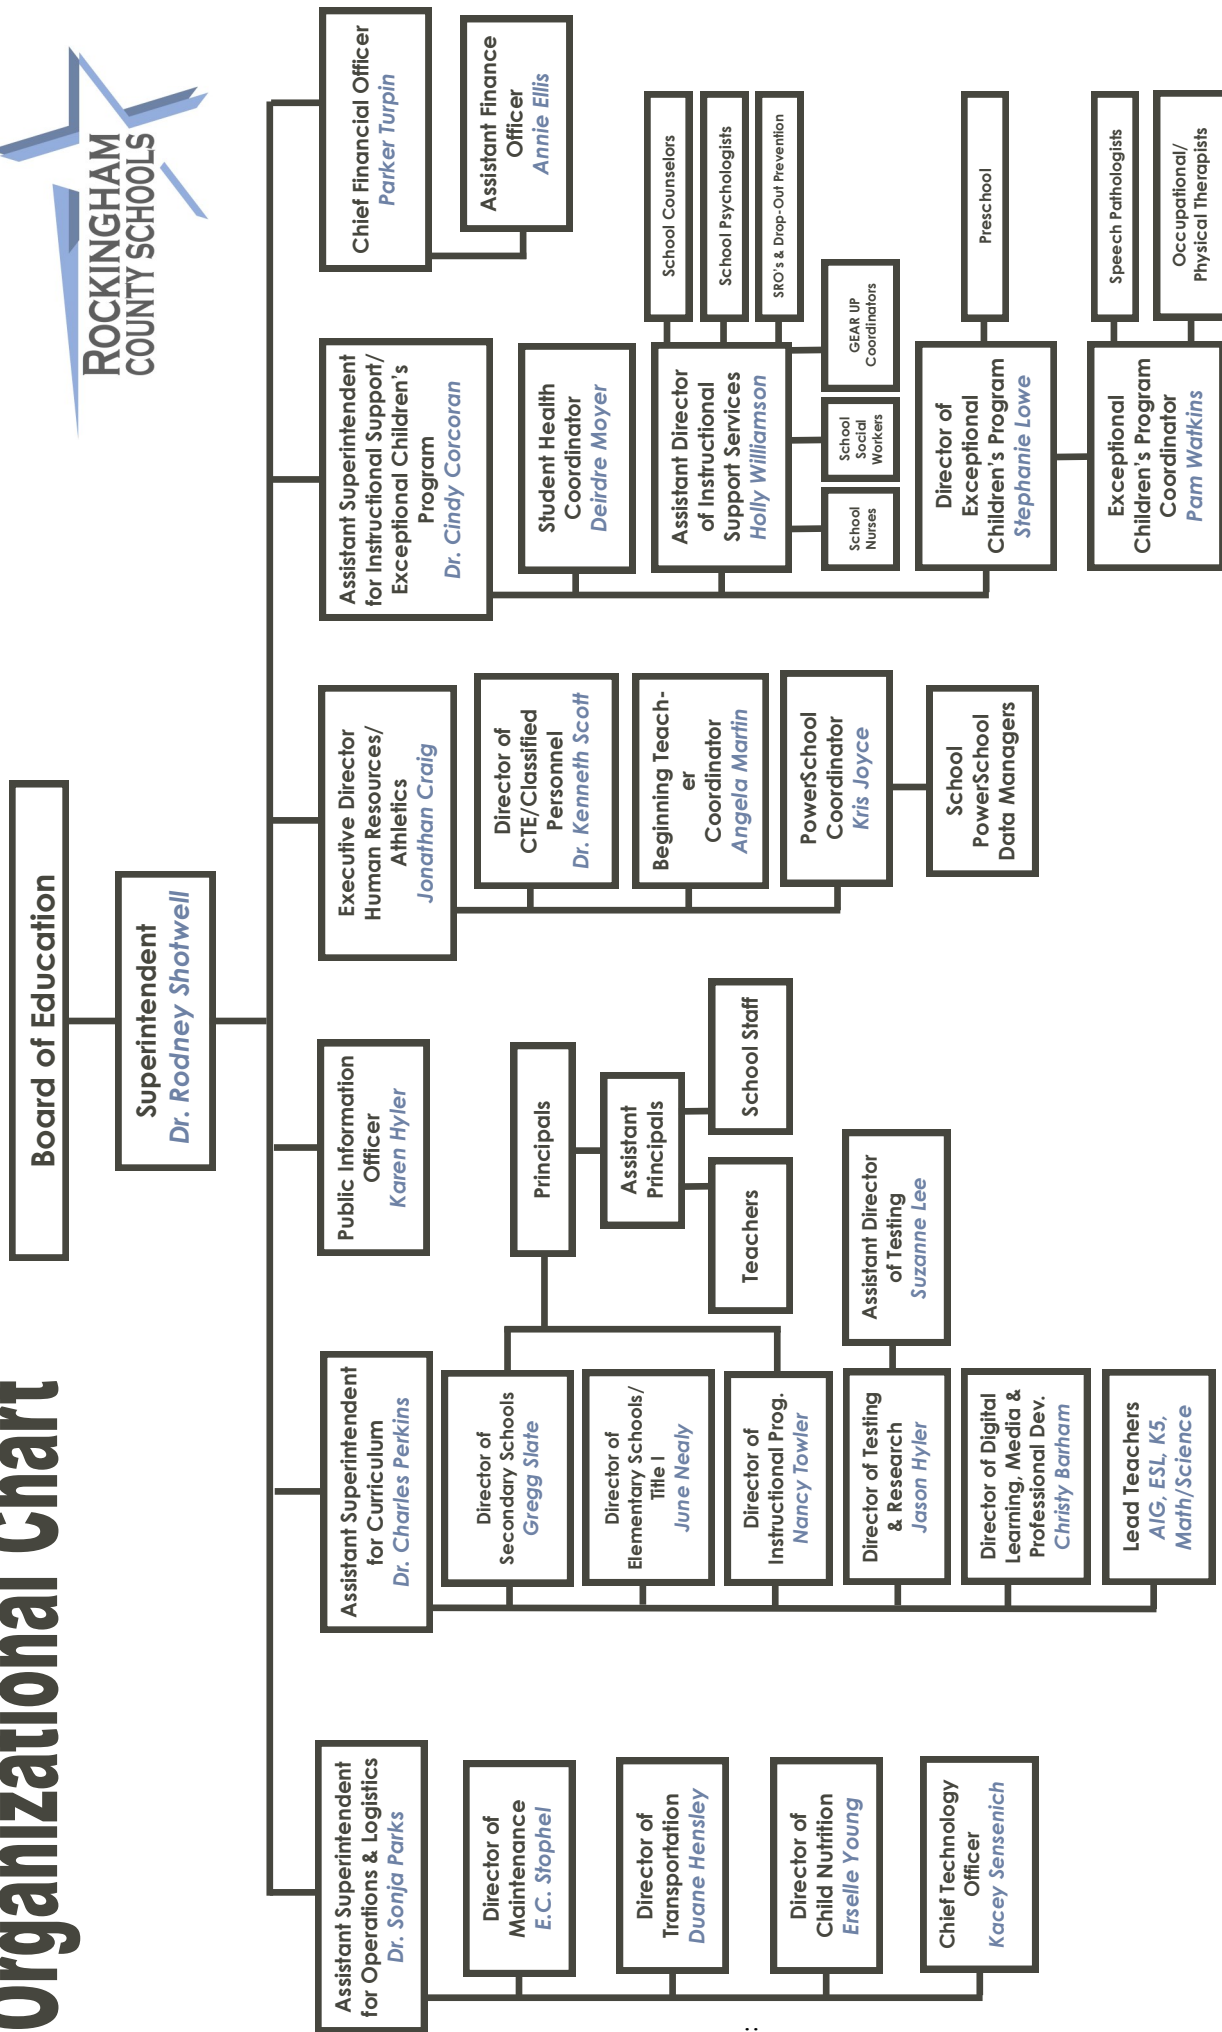 Organizational Chart
ROCKINGHAM
COUNTY SCHOOLS
Board of Education
Superintendent
Dr. Rodney Shotwell
Assistant Superintendent
for Operations & Logistics
Dr. Sonja Parks
Director of
Maintenance
E.C. Stophel
Director of
Transportation
Duane Hensley
Director of
Child Nutrition
Erselle Young
Chief Technology
Officer
Kacey Sensenich
Assistant Superintendent
for Curriculum
Dr. Charles Perkins
Director of
Secondary Schools
Gregg Slate
Director of
Elementary Schools/
Title I
June Nealy
Director of
Instructional Prog.
Nancy Towler
Director of Testing
& Research
Jason Hyler
Director of Digital
Learning, Media &
Professional Dev.
Christy Barham
Lead Teachers
AIG, ESL, K5,
Math/Science
Assistant Director
of Testing
Suzanne Lee
Principals
Assistant
Principals
Teachers
School Staff
Public Information
Officer
Karen Hyler
Executive Director
Human Resources/
Athletics
Jonathan Craig
Director of
CTE/Classified
Personnel
Dr. Kenneth Scott
Beginning Teach-
er
Coordinator
Angela Martin
PowerSchool
Coordinator
Kris Joyce
School
PowerSchool
Data Managers
Assistant Superintendent
for Instructional Support/
Exceptional Children's
Program
Dr. Cindy Corcoran
Student Health
Coordinator
Deirdre Moyer
Assistant Director
of Instructional
Support Services
Holly Williamson
School Counselors
School Psychologists
SRO's & Drop-Out Prevention
School
Nurses
School
Social
Workers
GEAR UP
Coordinators
Director of
Exceptional
Children's Program
Stephanie Lowe
Preschool
Exceptional
Children's Program
Coordinator
Pam Watkins
Speech Pathologists
Occupational/
Physical Therapists
Chief Financial Officer
Parker Turpin
Assistant Finance
Officer
Annie Ellis
: